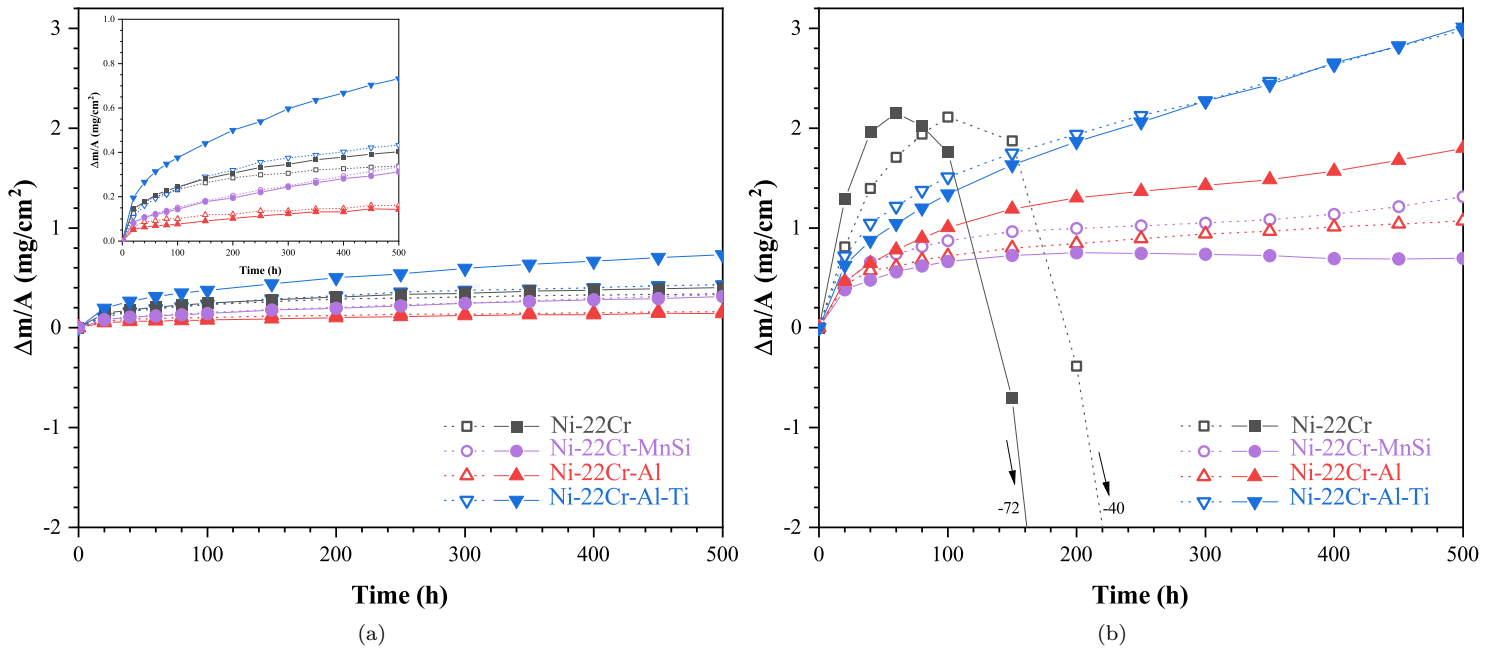 3
2
1
0
-1
-2
Δm/A (mg/cm²)
1.0
0.8
0.6
0.4
0.2
0.0
Δm/A (mg/cm²)
0 100 200 300 400 500
Time (h)
Ni-22Cr
Ni-22Cr-MnSi
Ni-22Cr-Al
Ni-22Cr-Al-Ti
0 100 200 300 400 500
Time (h)
(a)
3
2
1
0
-1
-2
Δm/A (mg/cm²)
Ni-22Cr
Ni-22Cr-MnSi
Ni-22Cr-Al
Ni-22Cr-Al-Ti
-72
-40
0 100 200 300 400 500
Time (h)
(b)